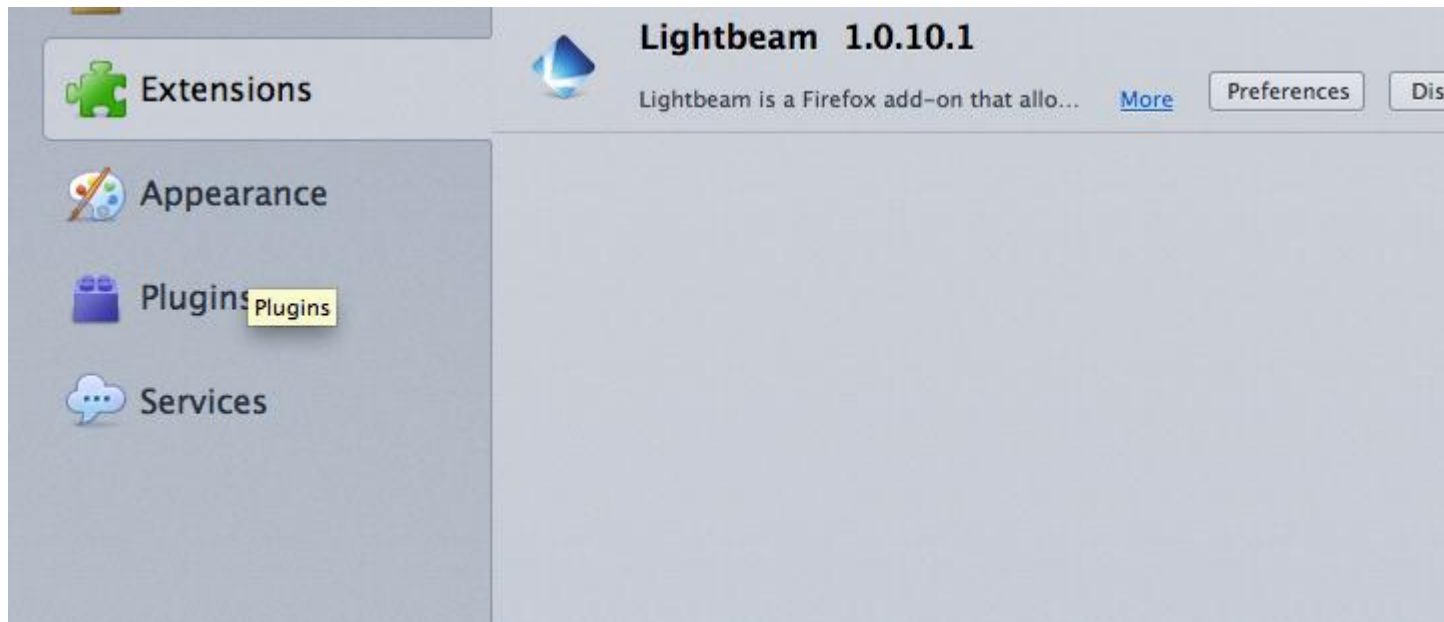 Extensions
Appearance
Plugins
Plugins
Services
Lightbeam 1.0.10.1
Lightbeam is a Firefox add-on that allo... More
Preferences
Dis